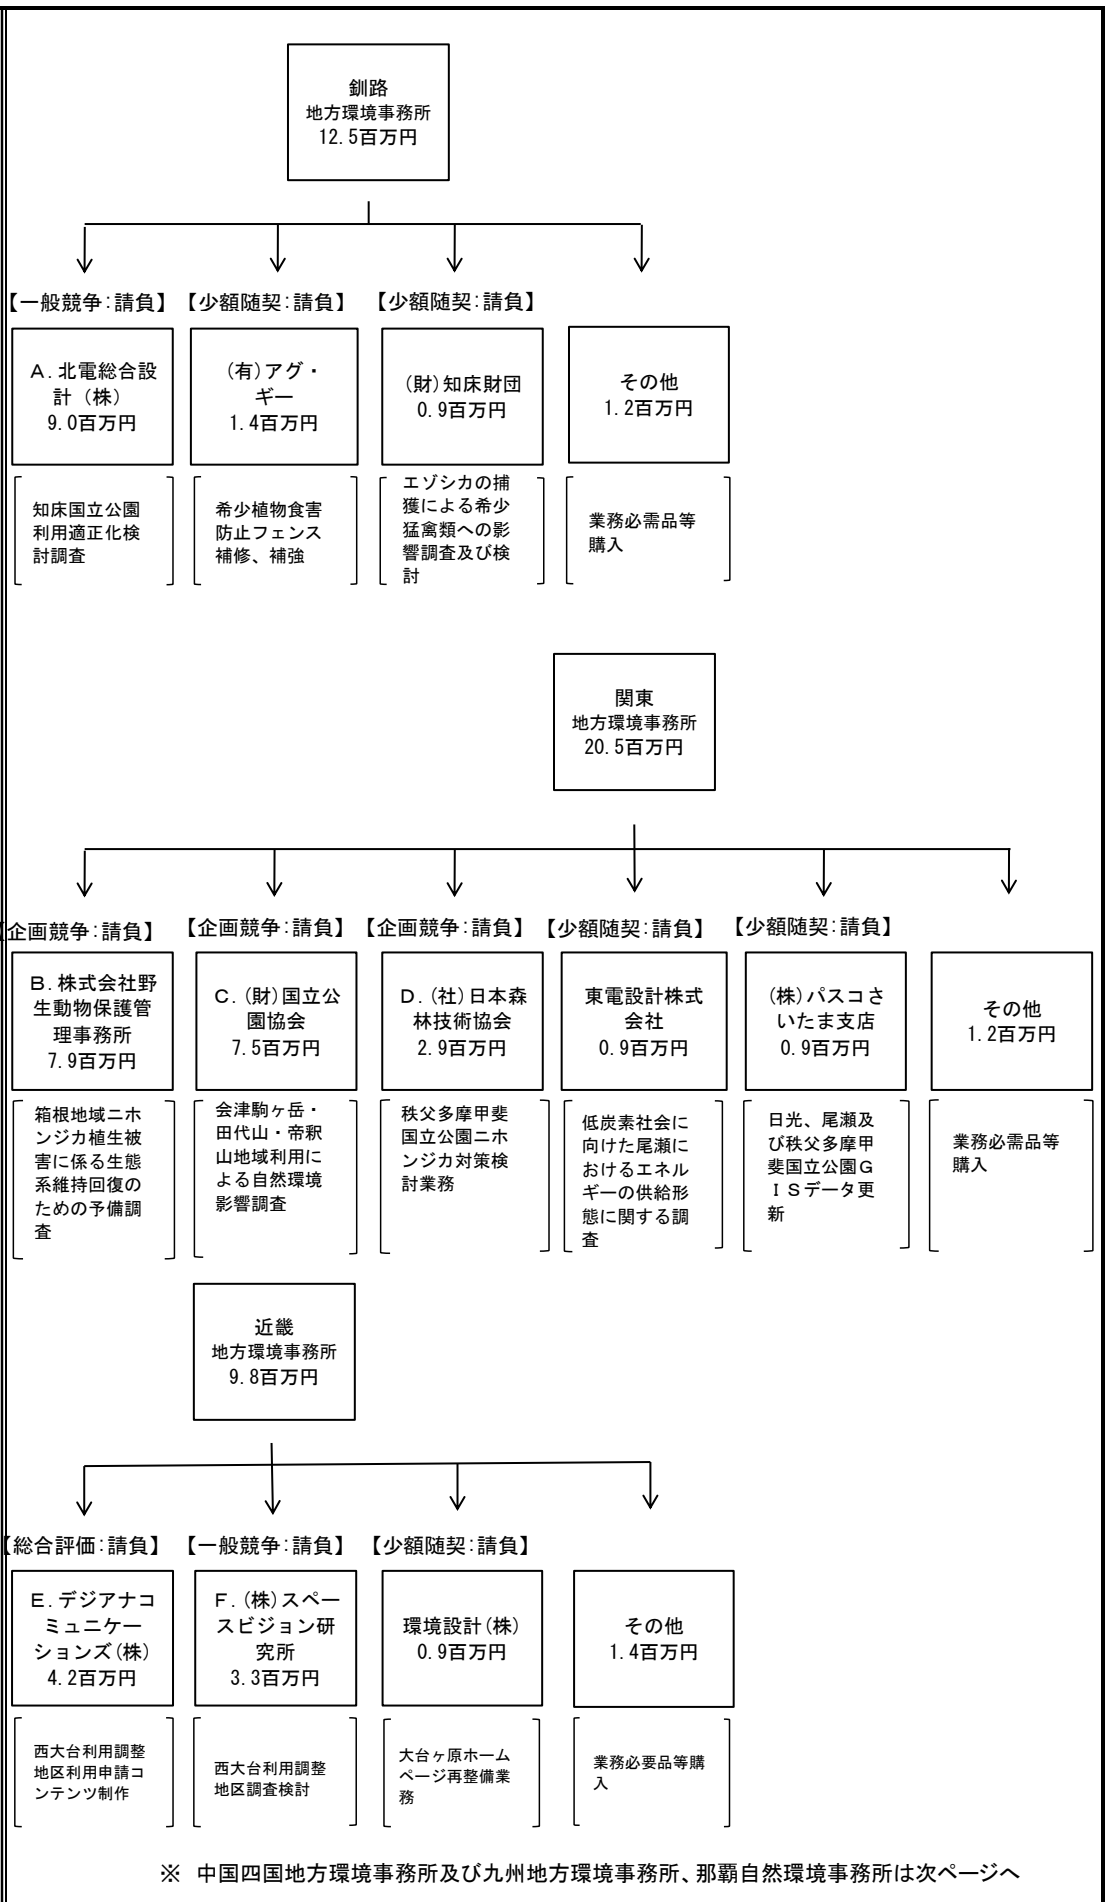 釧路
地方環境事務所
12.5百万円
【一般競争：請負】
【少額随契：請負】
【少額随契：請負】
A．北電総合設
計（株）
9.0百万円
（有）アグ・
ギー
1.4百万円
（財）知床財団
0.9百万円
その他
1.2百万円
知床国立公園
利用適正化検
討調査
希少植物食害
防止フェンス
補修、補強
エゾシカの捕
獲による希少
猛禽類への影
響調査及び検
討
業務必需品等
購入
関東
地方環境事務所
20.5百万円
【企画競争：請負】
【企画競争：請負】
【企画競争：請負】
【少額随契：請負】
【少額随契：請負】
B．株式会社野
生動物保護管
理事務所
7.9百万円
C．（財）国立公
園協会
7.5百万円
D．（社）日本森
林技術協会
2.9百万円
東電設計株式
会社
0.9百万円
（株）パスコさ
いたま支店
0.9百万円
その他
1.2百万円
箱根地域ニホ
ンジカ植生被
害に係る生態
系維持回復の
ための予備調
査
会津駒ヶ岳・
田代山・帝釈
山地域利用に
よる自然環境
影響調査
秩父多摩甲斐
国立公園ニホ
ンジカ対策検
討業務
低炭素社会に
向けた尾瀬に
おけるエネル
ギーの供給形
態に関する調
査
日光、尾瀬及
び秩父多摩甲
斐国立公園G
ISデータ更
新
業務必需品等
購入
近畿
地方環境事務所
9.8百万円
【総合評価：請負】
【一般競争：請負】
【少額随契：請負】
E．デジアナコ
ミュニケー
ションズ（株）
4.2百万円
F．（株）スペー
スビジョン研
究所
3.3百万円
環境設計（株）
0.9百万円
その他
1.4百万円
西大台利用調整
地区利用申請コ
ンテンツ制作
西大台利用調整
地区調査検討
大台ヶ原ホーム
ページ再整備業
務
業務必要品等購
入
※　中国四国地方環境事務所及び九州地方環境事務所、那覇自然環境事務所は次ページへ